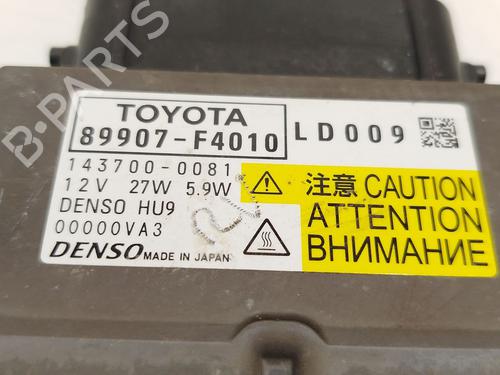 B-PARTS
TOYOTA
89907-F4010 LD009
143700-0081
12V 27W 5.9W
DENSO HU9
00000VA3
DENSO MADE IN JAPAN
注意 CAUTION
ATTENTION
ВНИМАНИЕ